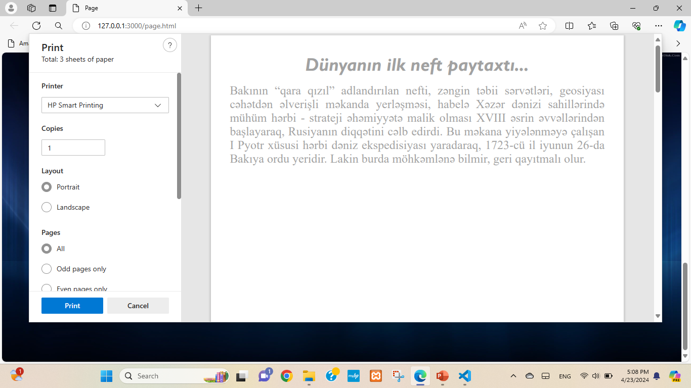 Page
127.0.0.1:3000/page.html
Print
Total: 3 sheets of paper
?
Printer
HP Smart Printing
Copies
1
Layout
Portrait
Landscape
Pages
All
Odd pages only
Even pages only
Print
Cancel
Dünyanın ilk neft paytaxtı...
Bakının “qara qızıl” adlandırılan nefti, zəngin təbii sərvətləri, geosiyasi
cəhətdən əlverişli məkanda yerləşməsi, habelə Xəzər dənizi sahillərində
mühüm hərbi - strateji əhəmiyyətə malik olması XVIII əsrin əvvəllərindən
başlayaraq, Rusiyanın diqqətini cəlb edirdi. Bu məkana yiyələnməyə çalışan
I Pyotr xüsusi hərbi dəniz ekspedisiyası yaradaraq, 1723-cü il iyunun 26-da
Bakıya ordu yeridir. Lakin burda möhkəmlənə bilmir, geri qayıtmalı olur.
Search
ENG
5:08 PM
4/23/2024